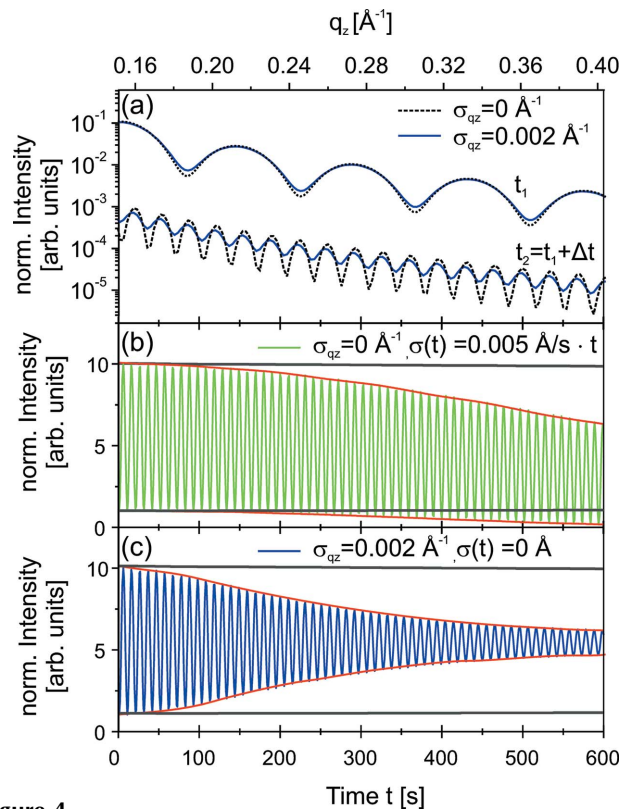 q_z [Å⁻¹]
0.16 0.20 0.24 0.28 0.32 0.36 0.40
(a)
σ_qz=0 Å⁻¹
σ_qz=0.002 Å⁻¹
10⁻¹
10⁻²
10⁻³
10⁻⁴
10⁻⁵
norm. Intensity
[arb. units]
t₁
t₂=t₁+Δt
(b)
σ_qz=0 Å⁻¹,σ(t) =0.005 Å/s · t
10
5
0
norm. Intensity
[arb. units]
(c)
σ_qz=0.002 Å⁻¹,σ(t) =0 Å
10
5
0
norm. Intensity
[arb. units]
0 100 200 300 400 500 600
Time t [s]